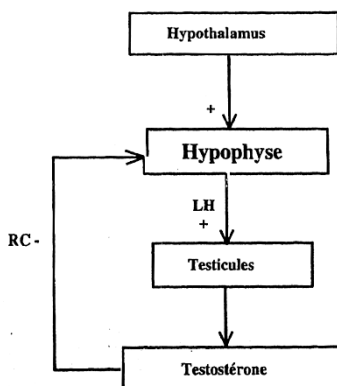 Hypothalamus
+
Hypophyse
LH
+
RC -
Testicules
Testostérone